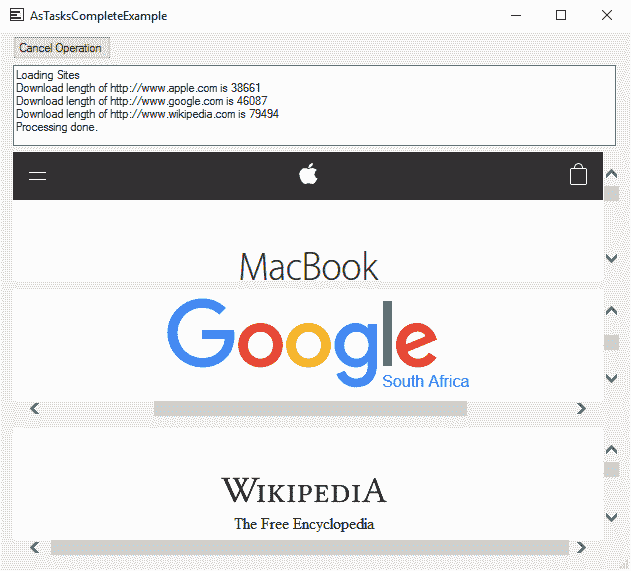 AsTasksCompleteExample
Cancel Operation
Loading Sites
Download length of http://www.apple.com is 38661
Download length of http://www.google.com is 46087
Download length of http://www.wikipedia.com is 79494
Processing done.
MacBook
Google
South Africa
WIKIPEDIA
The Free Encyclopedia